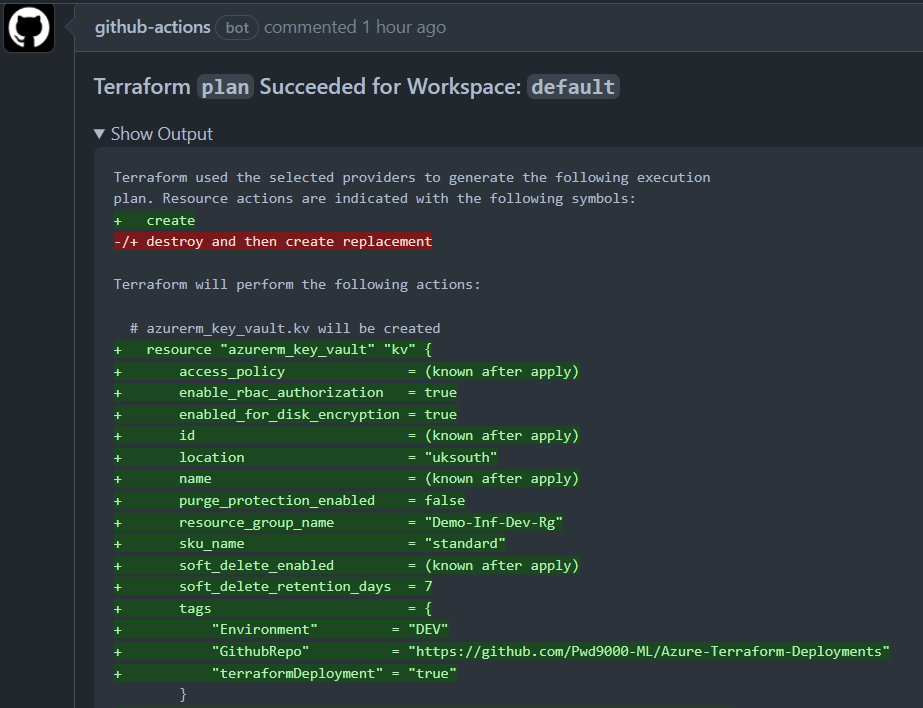 github-actions bot commented 1 hour ago
Terraform plan Succeeded for Workspace: default
▼ Show Output
Terraform used the selected providers to generate the following execution
plan. Resource actions are indicated with the following symbols:
+   create
-/+ destroy and then create replacement
Terraform will perform the following actions:
  # azurerm_key_vault.kv will be created
+   resource "azurerm_key_vault" "kv" {
+       access_policy               = (known after apply)
+       enable_rbac_authorization   = true
+       enabled_for_disk_encryption = true
+       id                          = (known after apply)
+       location                    = "uksouth"
+       name                        = (known after apply)
+       purge_protection_enabled    = false
+       resource_group_name         = "Demo-Inf-Dev-Rg"
+       sku_name                    = "standard"
+       soft_delete_enabled         = (known after apply)
+       soft_delete_retention_days  = 7
+       tags                        = {
+           "Environment"         = "DEV"
+           "GithubRepo"          = "https://github.com/Pwd9000-ML/Azure-Terraform-Deployments"
+           "terraformDeployment" = "true"
        }